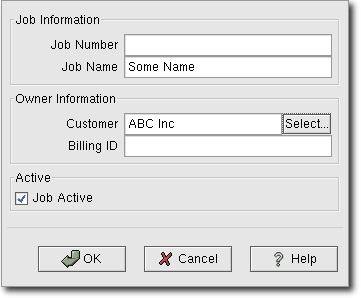 Job Information
Job Number
Job Name Some Name
Owner Information
Customer ABC Inc Select...
Billing ID
Active
Job Active
OK Cancel Help